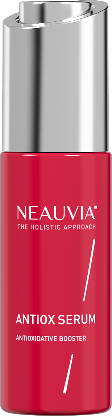 NEAUVIA®
THE HOLISTIC APPROACH
ANTIOX SERUM
ANTIOXIDATIVE BOOSTER